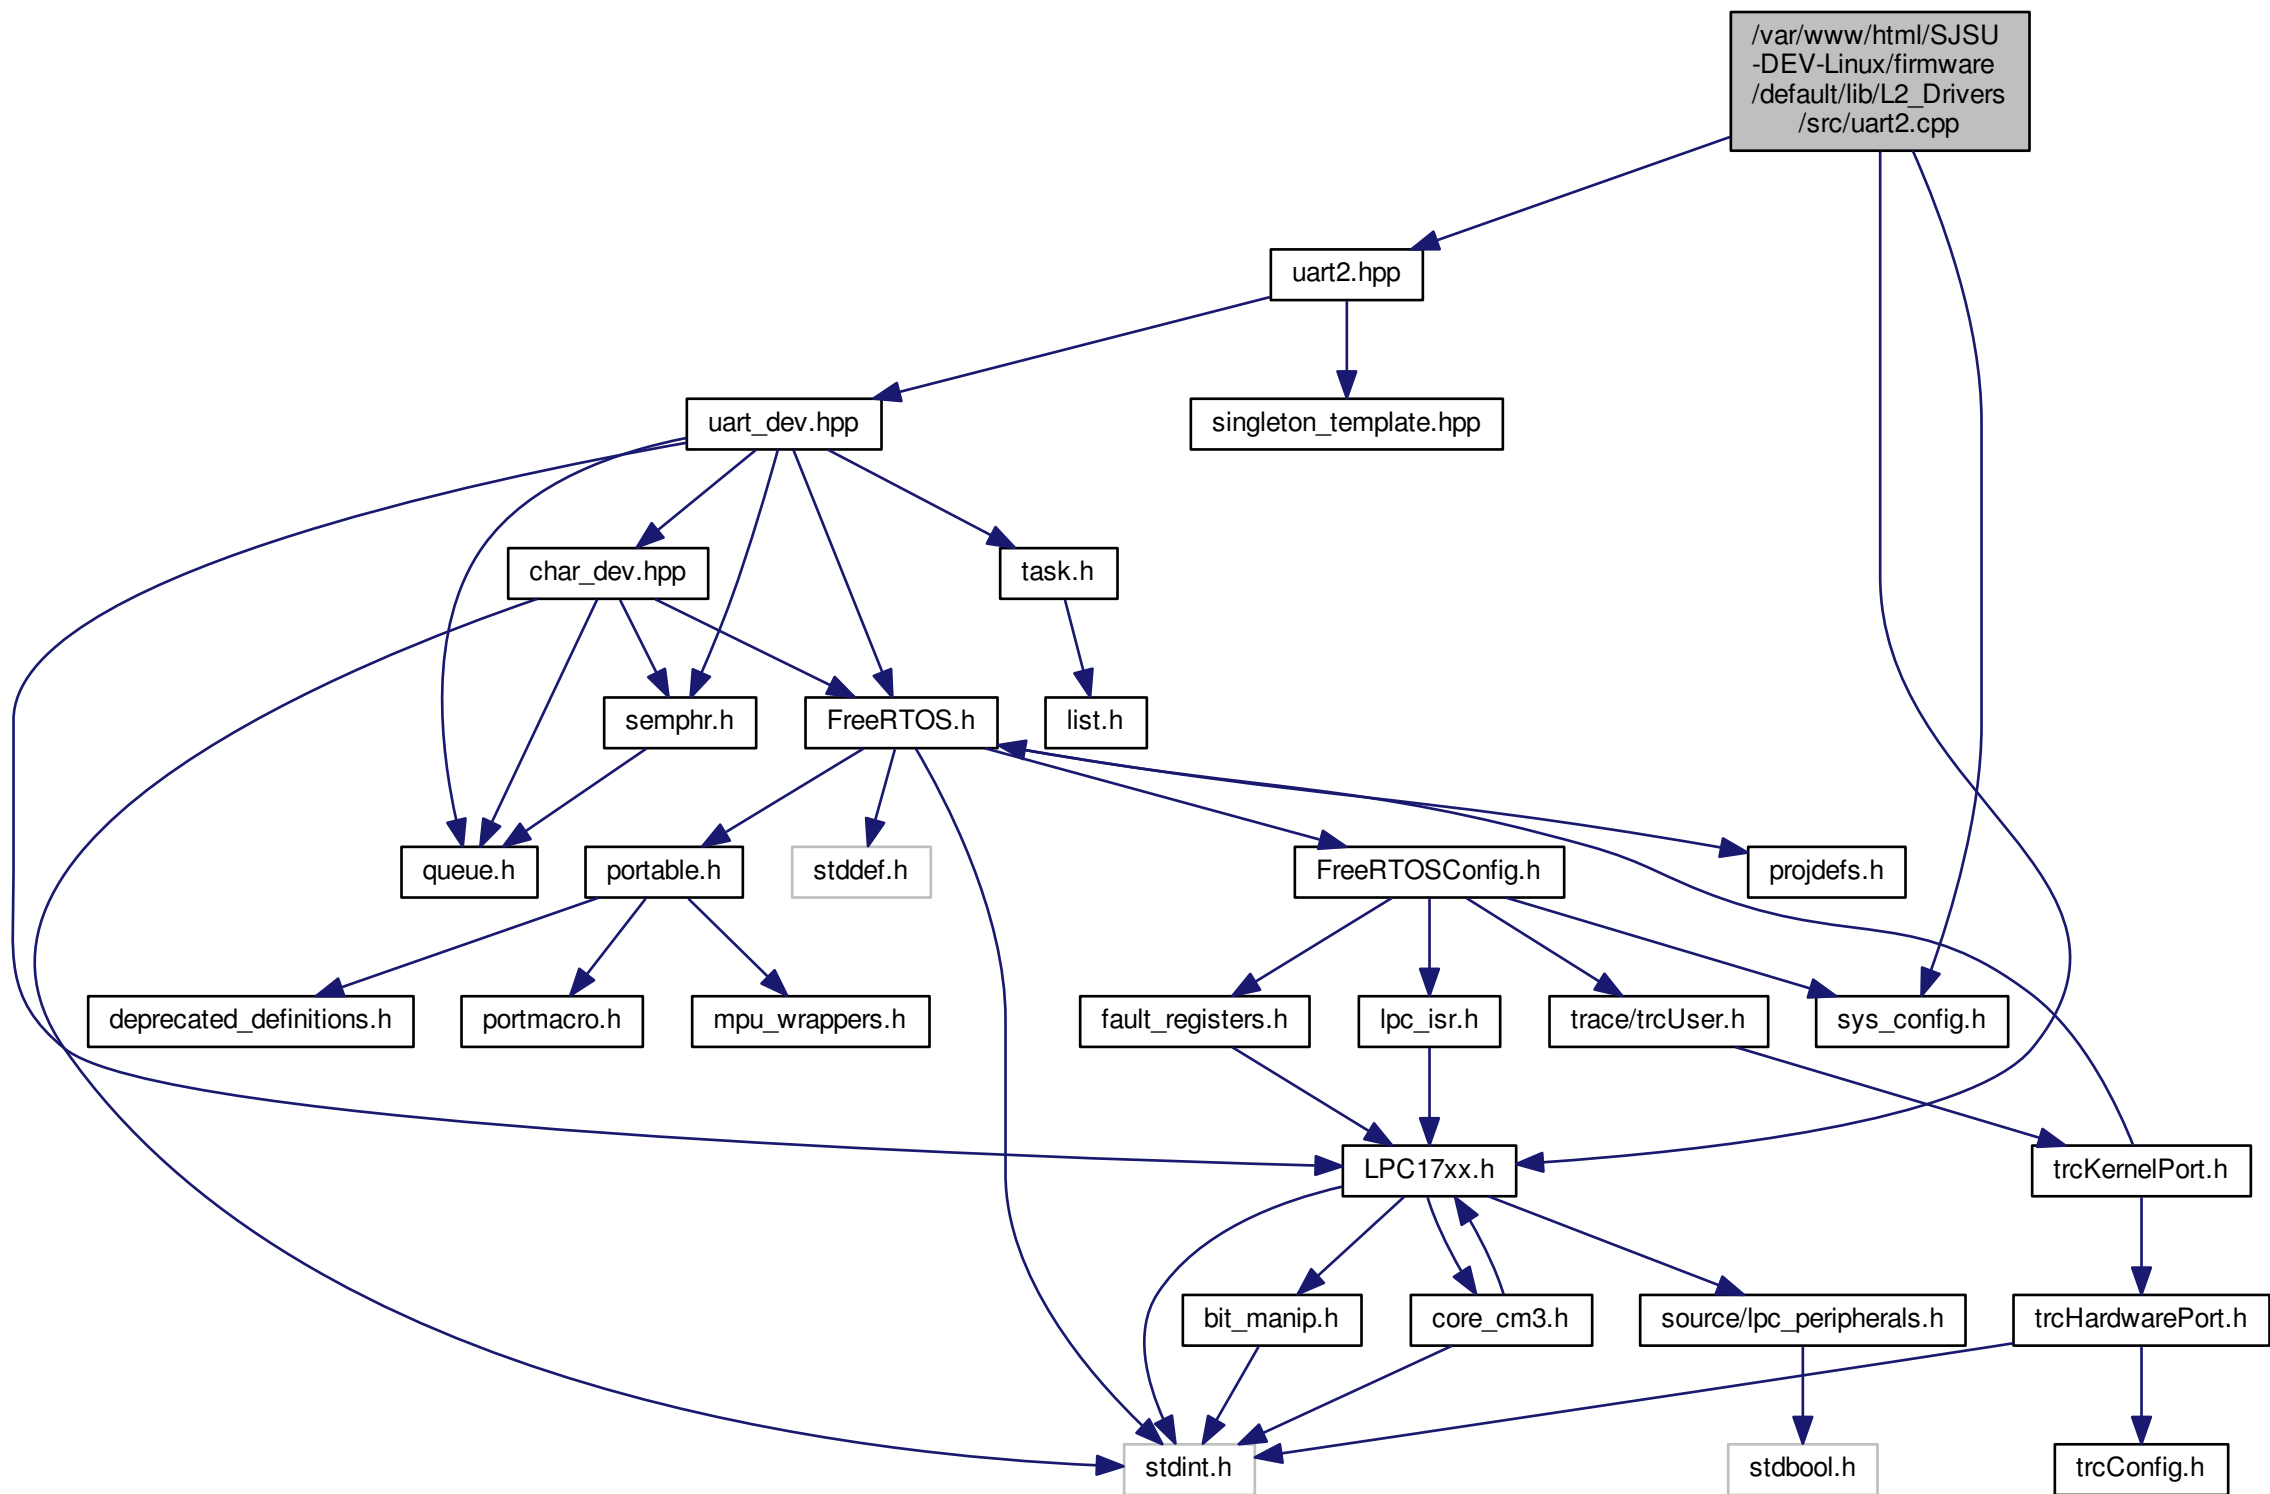 /var/www/html/SJSU
-DEV-Linux/firmware
/default/lib/L2_Drivers
/src/uart2.cpp
uart2.hpp
uart_dev.hpp
singleton_template.hpp
char_dev.hpp
task.h
semphr.h
FreeRTOS.h
list.h
queue.h
portable.h
stddef.h
FreeRTOSConfig.h
projdefs.h
deprecated_definitions.h
portmacro.h
mpu_wrappers.h
fault_registers.h
lpc_isr.h
trace/trcUser.h
sys_config.h
LPC17xx.h
trcKernelPort.h
bit_manip.h
core_cm3.h
source/lpc_peripherals.h
trcHardwarePort.h
stdint.h
stdbool.h
trcConfig.h